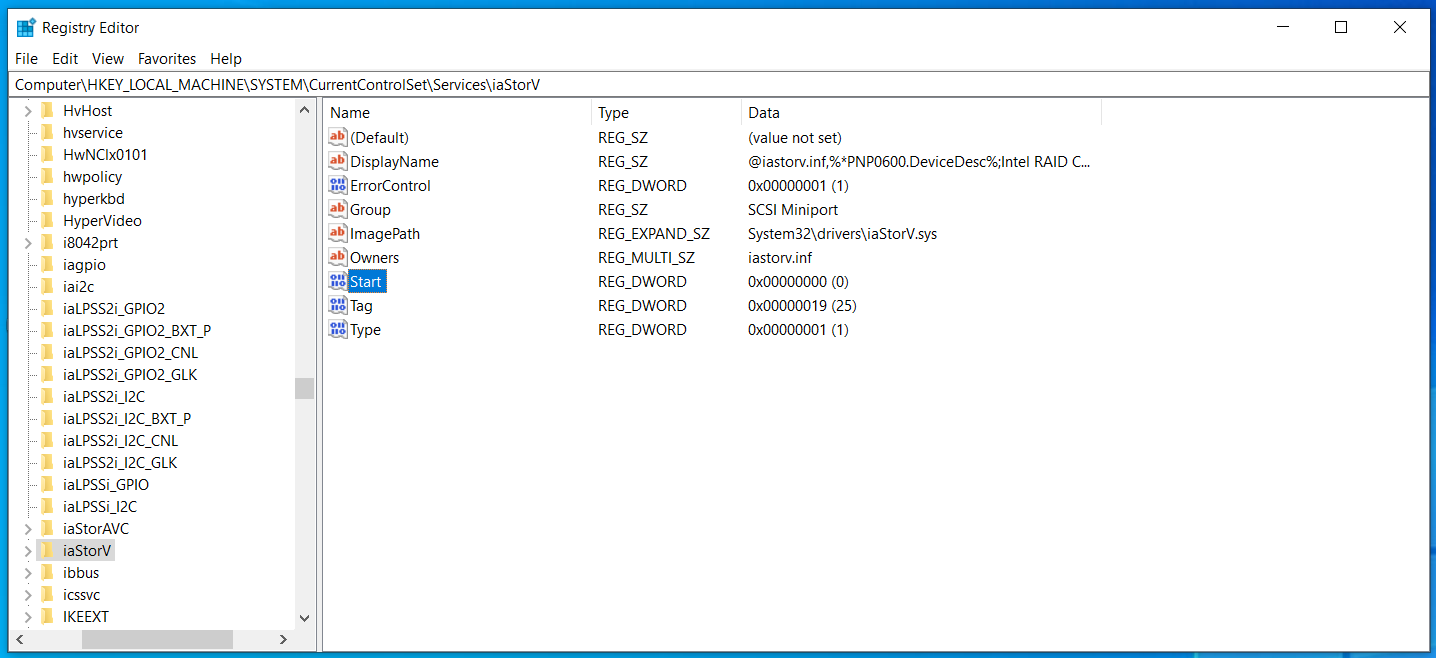 Registry Editor
File Edit View Favorites Help
Computer\HKEY_LOCAL_MACHINE\SYSTEM\CurrentControlSet\Services\iaStorV
HvHost
hvservice
HwNClx0101
hwpolicy
hyperkbd
HyperVideo
i8042prt
iagpio
iai2c
iaLPSS2i_GPIO2
iaLPSS2i_GPIO2_BXT_P
iaLPSS2i_GPIO2_CNL
iaLPSS2i_GPIO2_GLK
iaLPSS2i_I2C
iaLPSS2i_I2C_BXT_P
iaLPSS2i_I2C_CNL
iaLPSS2i_I2C_GLK
iaLPSSi_GPIO
iaLPSSi_I2C
iaStorAVC
iaStorV
ibbus
icssvc
IKEEXT
Name Type Data
(Default) REG_SZ (value not set)
DisplayName REG_SZ @iastorv.inf,%*PNP0600.DeviceDesc%;Intel RAID C...
ErrorControl REG_DWORD 0x00000001 (1)
Group REG_SZ SCSI Miniport
ImagePath REG_EXPAND_SZ System32\drivers\iaStorV.sys
Owners REG_MULTI_SZ iastorv.inf
Start REG_DWORD 0x00000000 (0)
Tag REG_DWORD 0x00000019 (25)
Type REG_DWORD 0x00000001 (1)